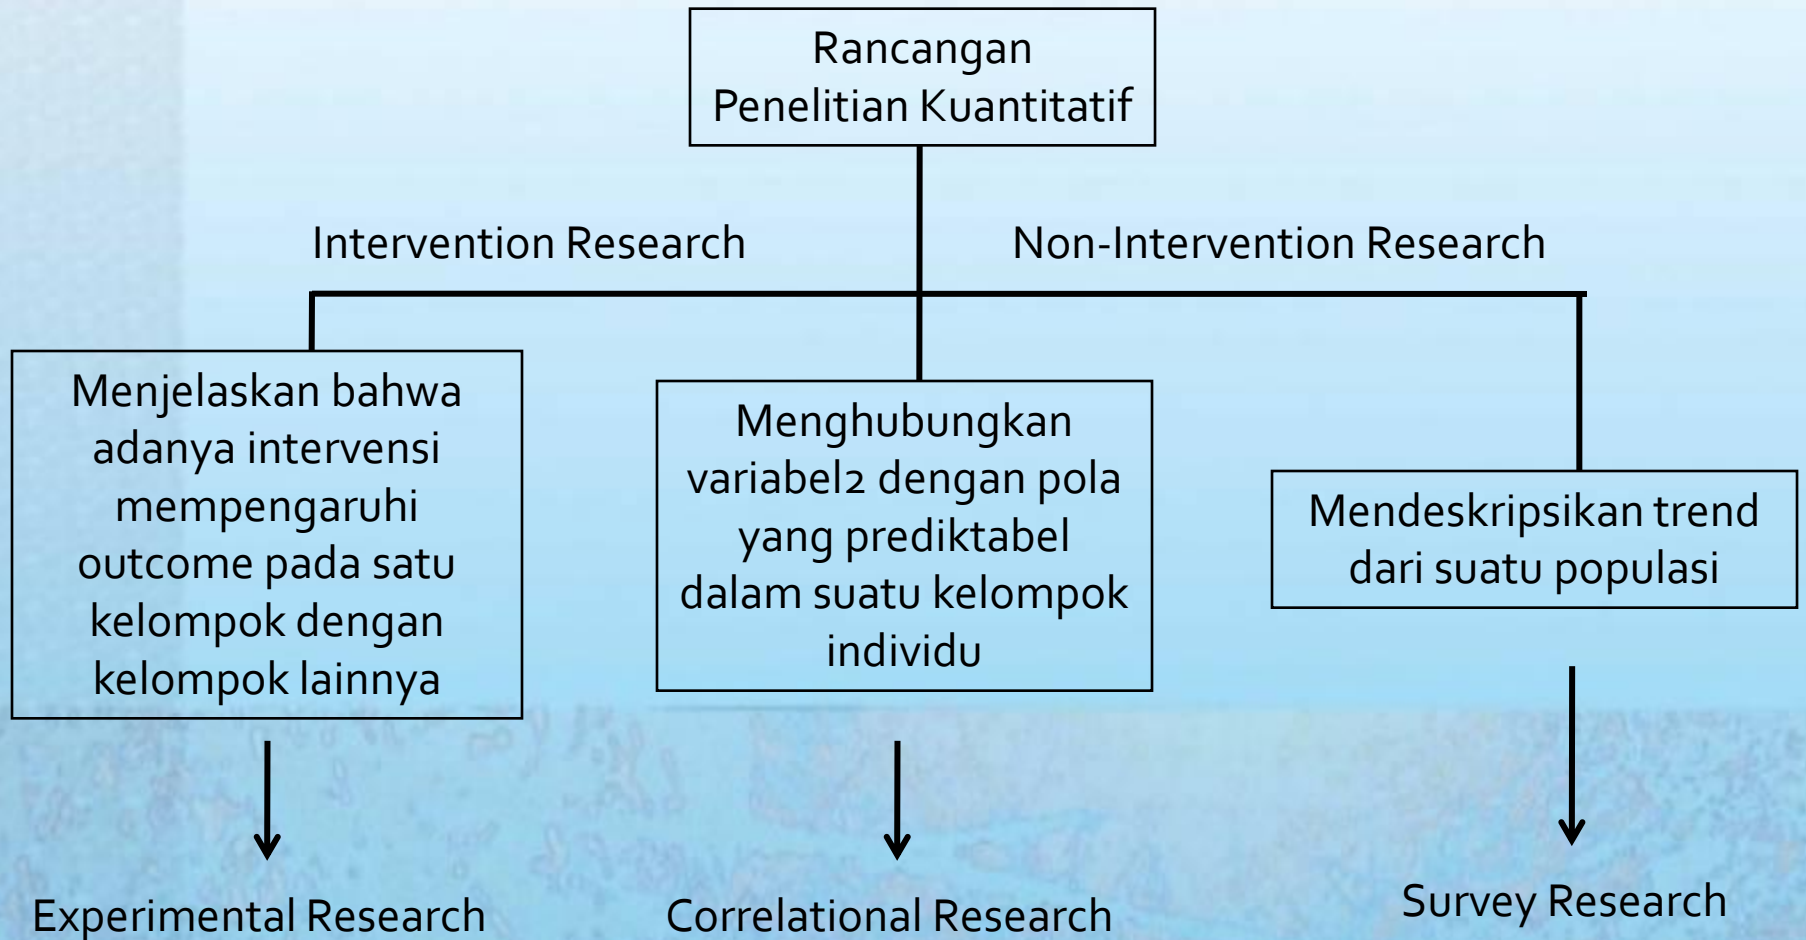 Rancangan
Penelitian Kuantitatif
Intervention Research
Non-Intervention Research
Menjelaskan bahwa
adanya intervensi
mempengaruhi
outcome pada satu
kelompok dengan
kelompok lainnya
Menghubungkan
variabel2 dengan pola
yang prediktabel
dalam suatu kelompok
individu
Mendeskripsikan trend
dari suatu populasi
Experimental Research
Correlational Research
Survey Research